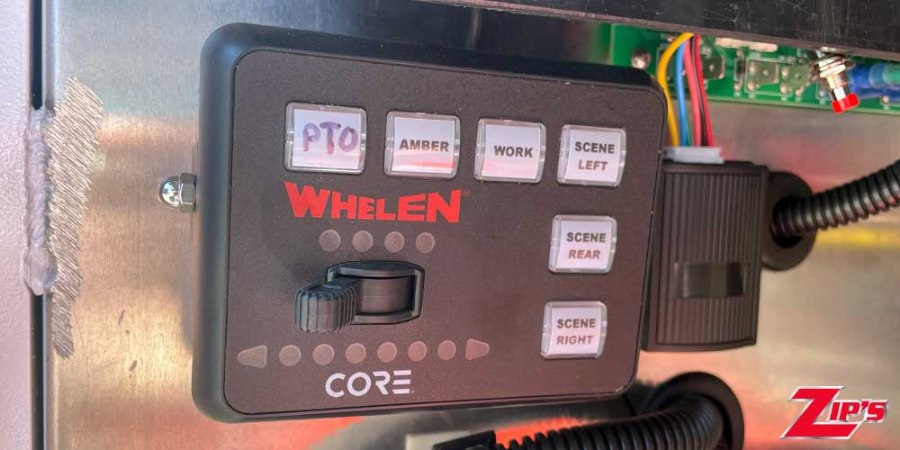 PTO
AMBER
WORK
SCENE
LEFT
WHELEN
SCENE
REAR
SCENE
RIGHT
CORE
ZIP'S